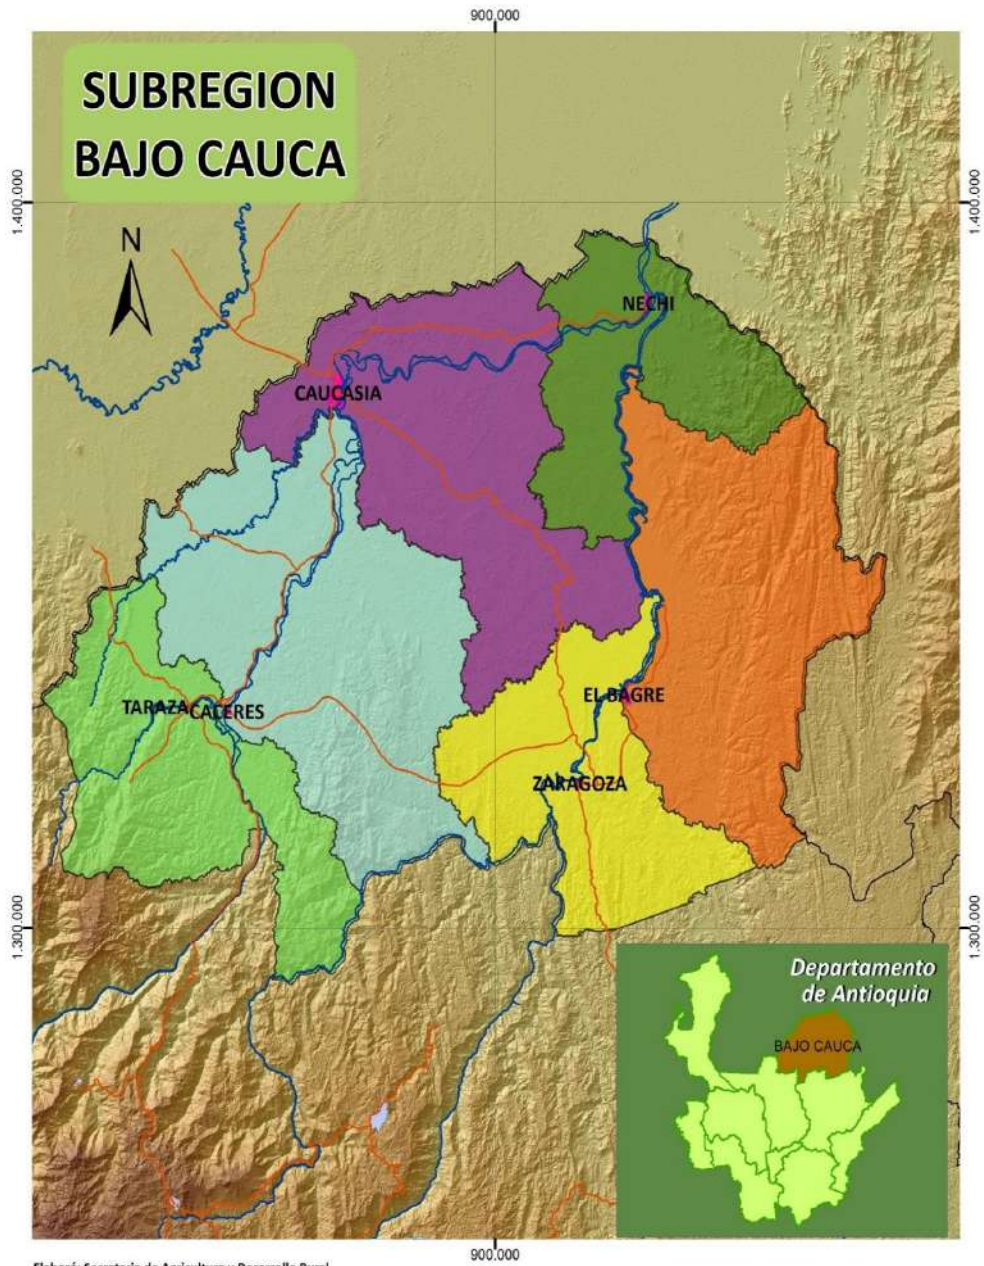 900.000
SUBREGION
BAJO CAUCA
1.400.000
1.400.000
N
NECHI
CAUCASIA
EL BAGRE
TARAZA
CACERES
ZARAGOZA
1.300.000
1.300.000
Departamento
de Antioquia
BAJO CAUCA
900.000